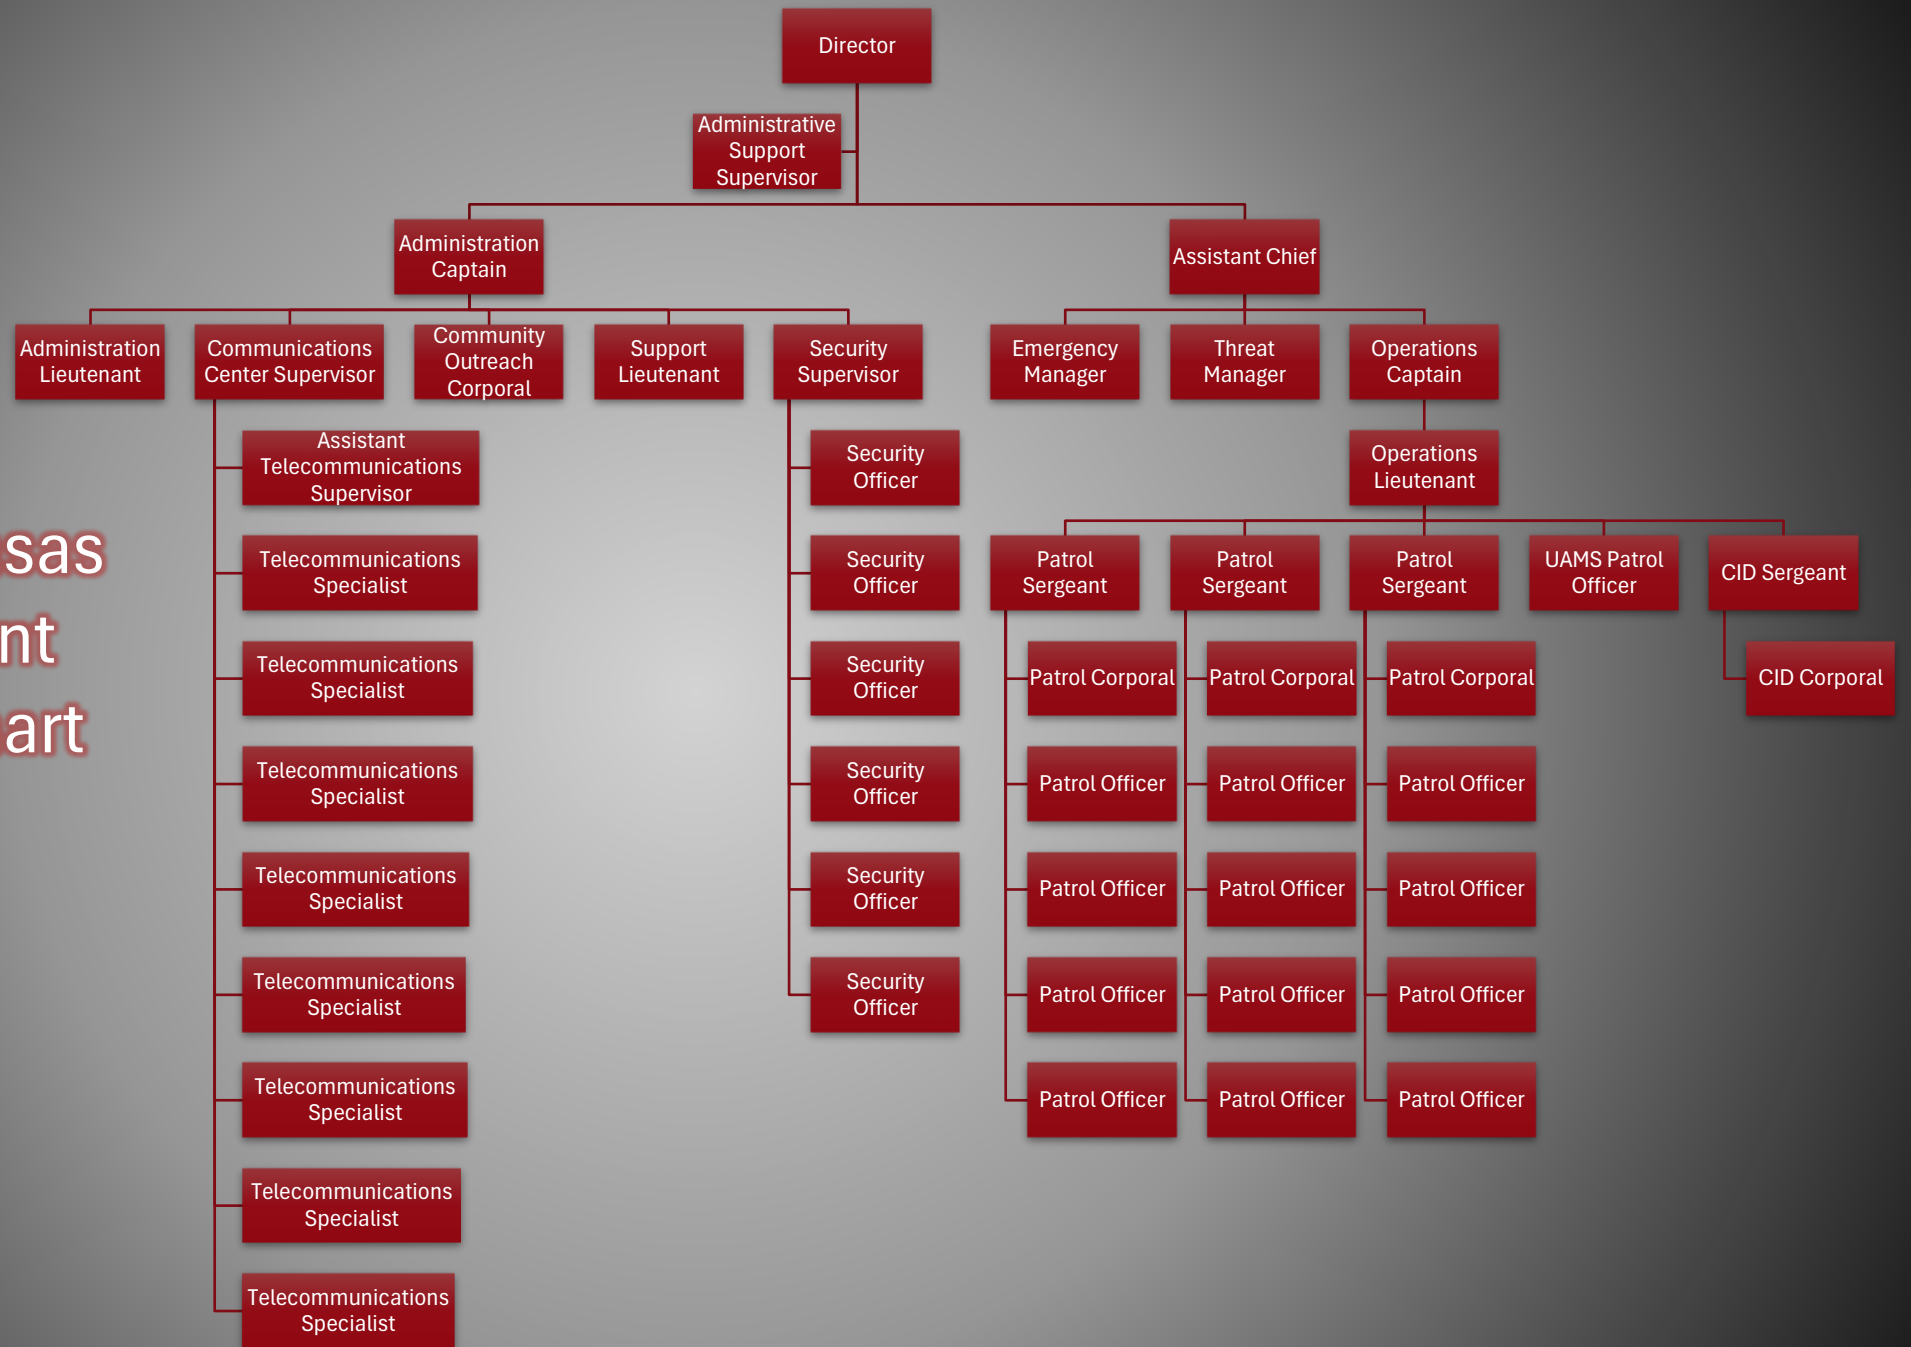 Director
Administrative
Support
Supervisor
Administration
Captain
Assistant Chief
Administration
Lieutenant
Communications
Center Supervisor
Community
Outreach
Corporal
Support
Lieutenant
Security
Supervisor
Emergency
Manager
Threat
Manager
Operations
Captain
Assistant
Telecommunications
Supervisor
Telecommunications
Specialist
Telecommunications
Specialist
Telecommunications
Specialist
Telecommunications
Specialist
Telecommunications
Specialist
Telecommunications
Specialist
Telecommunications
Specialist
Telecommunications
Specialist
Security
Officer
Security
Officer
Security
Officer
Security
Officer
Security
Officer
Security
Officer
Operations
Lieutenant
Patrol
Sergeant
Patrol Corporal
Patrol Officer
Patrol Officer
Patrol Officer
Patrol Officer
Patrol
Sergeant
Patrol Corporal
Patrol Officer
Patrol Officer
Patrol Officer
Patrol Officer
Patrol
Sergeant
Patrol Corporal
Patrol Officer
Patrol Officer
Patrol Officer
Patrol Officer
UAMS Patrol
Officer
CID Sergeant
CID Corporal
sas
nt
art